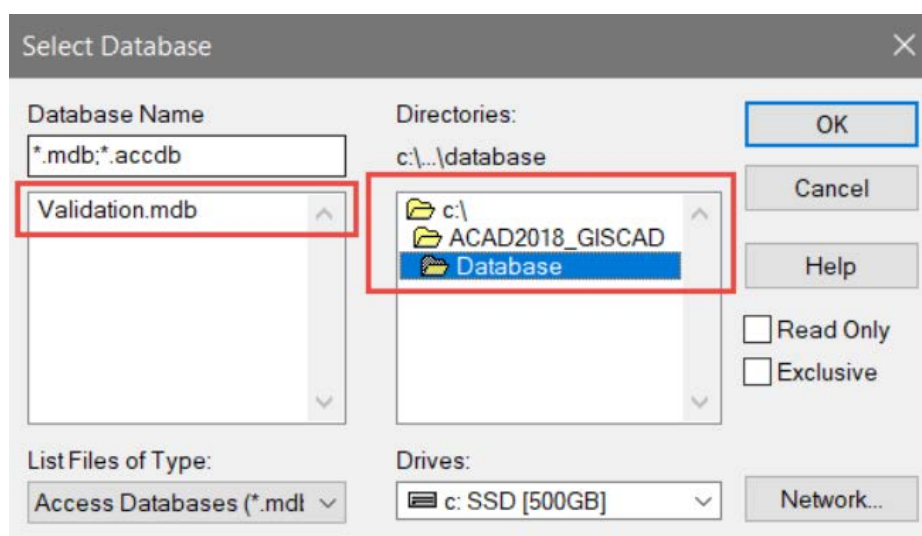 Select Database
Database Name
*.mdb;*.accdb
Validation.mdb
Directories:
c:\...\database
c:\
ACAD2018_GISCAD
Database
OK
Cancel
Help
Read Only
Exclusive
List Files of Type:
Access Databases (*.mdb
Drives:
c: SSD [500GB]
Network...